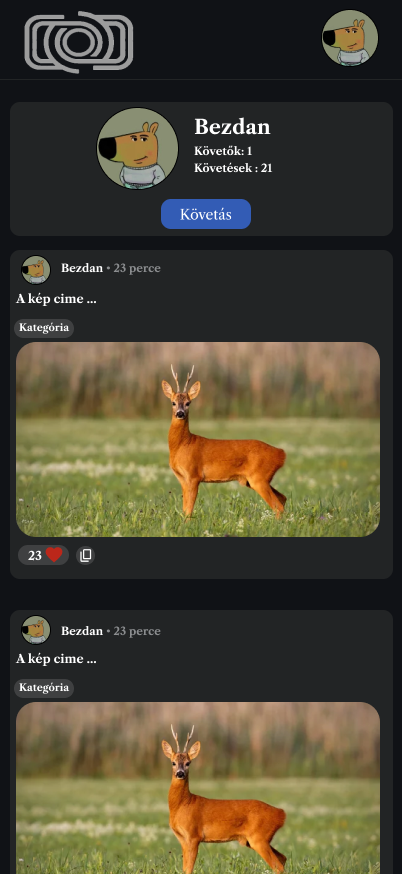 Bezdan
Követők: 1
Követések : 21
Követás
Bezdan • 23 perce
A kép cime ...
Kategória
23
Bezdan • 23 perce
A kép cime ...
Kategória